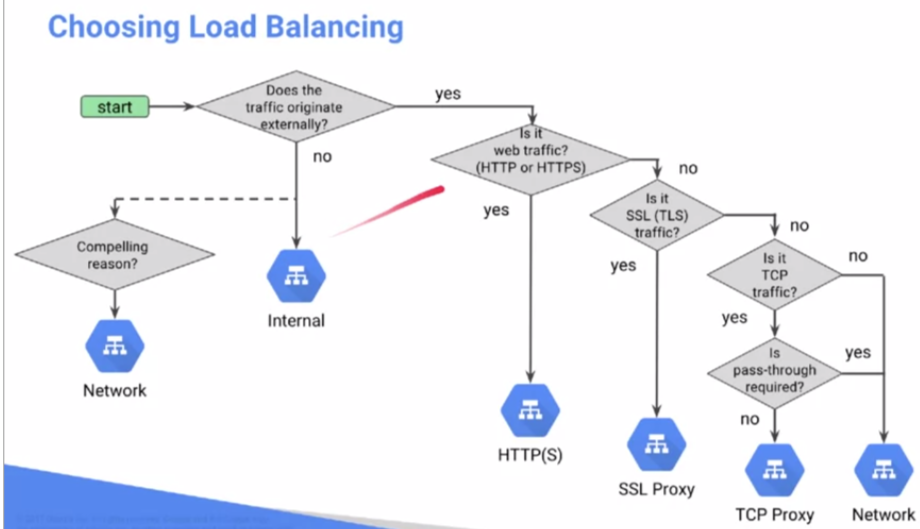 Choosing Load Balancing
start
Does the
traffic originate
externally?
yes
no
Is it
web traffic?
(HTTP or HTTPS)
no
yes
Is it
SSL (TLS)
traffic?
no
yes
Is it
TCP
traffic?
no
yes
Is
pass-through
required?
yes
no
Compelling
reason?
Internal
Network
HTTP(S)
SSL Proxy
TCP Proxy
Network